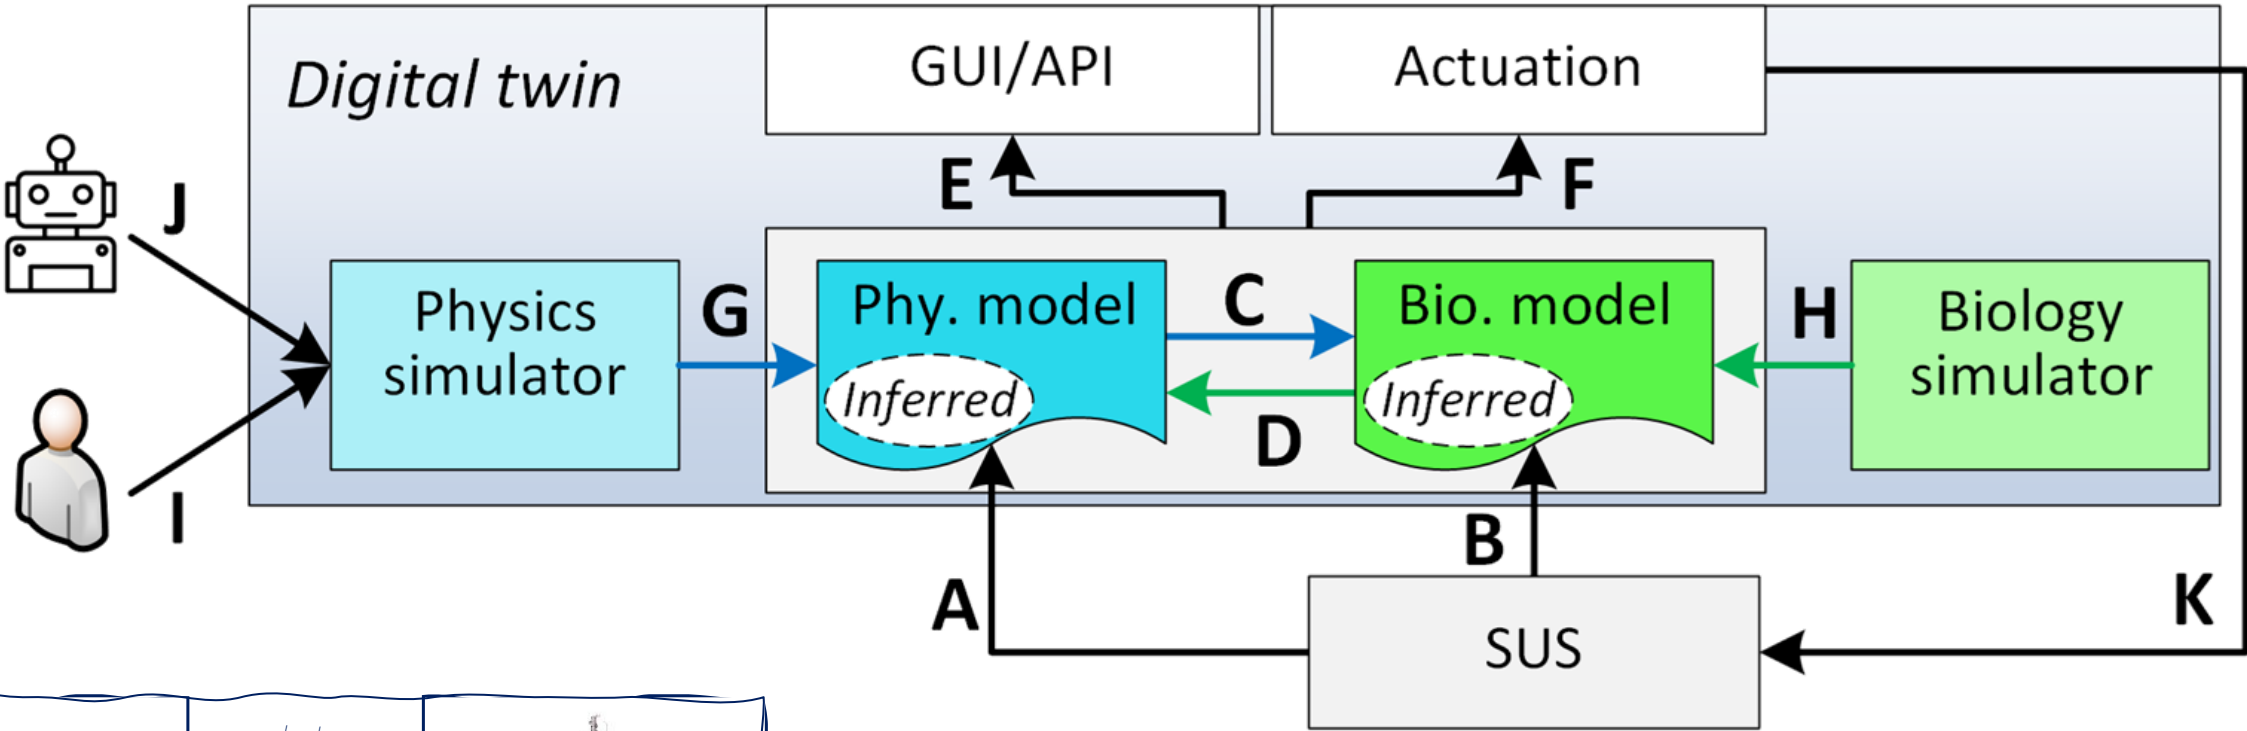 GUI/API
Actuation
Digital twin
E
F
J
Physics
simulator
G
Phy. model
C
Bio. model
H
Biology
simulator
Inferred
Inferred
D
I
B
A
K
SUS